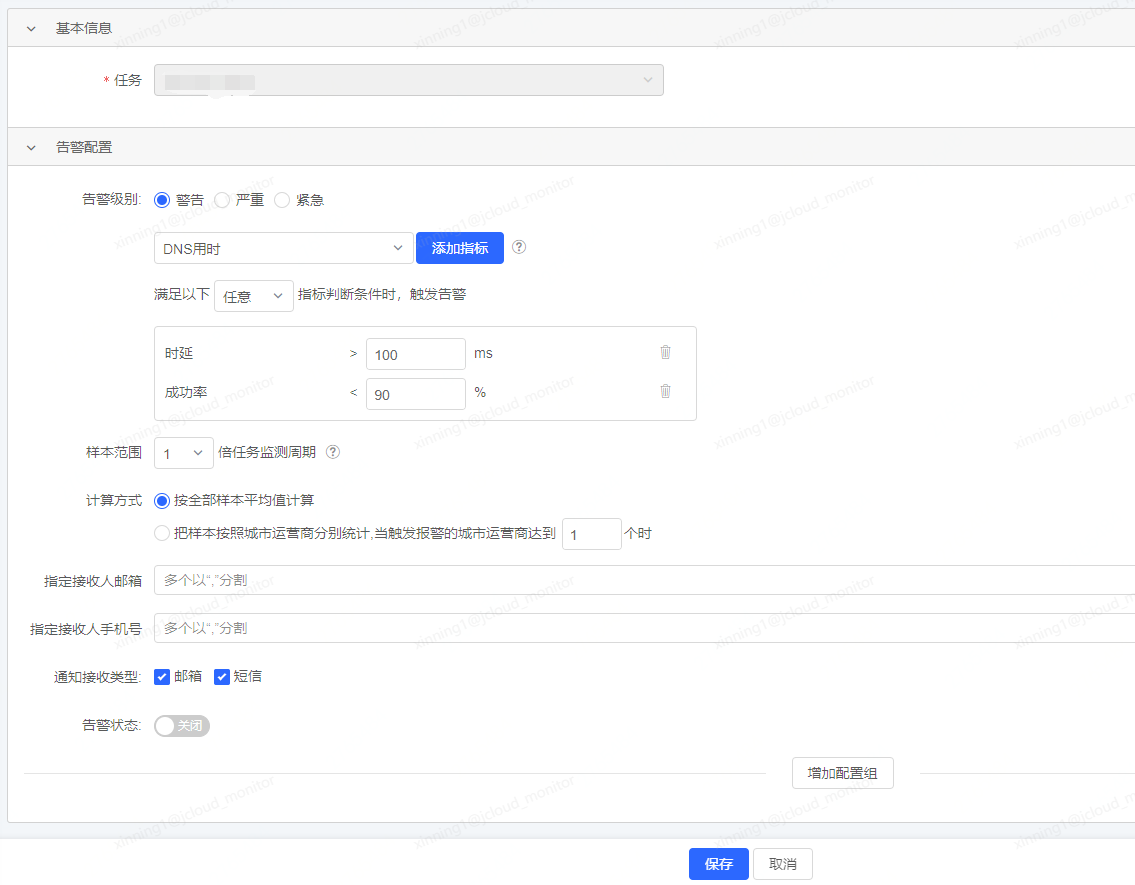 基本信息
* 任务
告警配置
告警级别: 警告 严重 紧急
DNS用时 添加指标 ?
满足以下 任意 指标判断条件时，触发告警
时延 > 100 ms
成功率 < 90 %
样本范围 1 倍任务监测周期 ?
计算方式 按全部样本平均值计算
把样本按照城市运营商分别统计,当触发报警的城市运营商达到 1 个时
指定接收人邮箱 多个以“,”分割
指定接收人手机号 多个以“,”分割
通知接收类型: 邮箱 短信
告警状态: 关闭
增加配置组
保存 取消
xinning1@jcloud_monitor